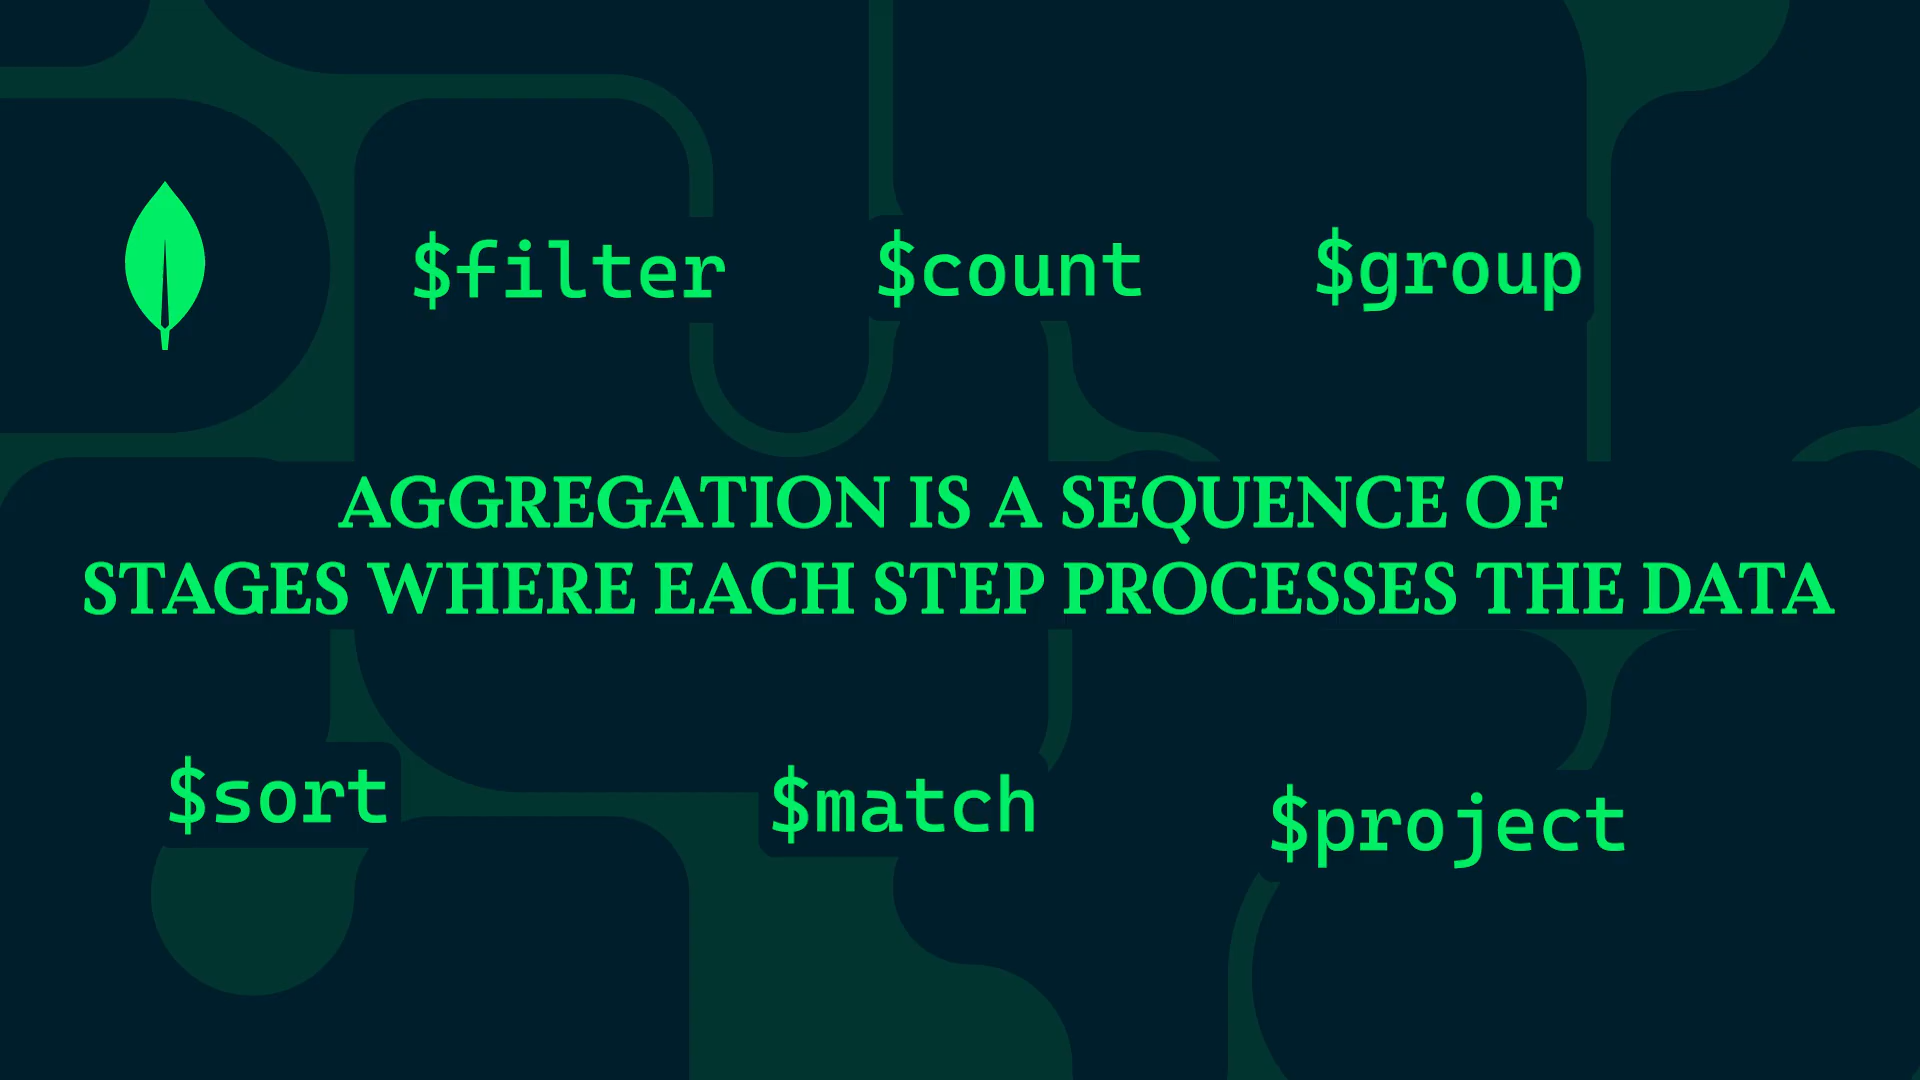 $filter $count $group
AGGREGATION IS A SEQUENCE OF
STAGES WHERE EACH STEP PROCESSES THE DATA
$sort $match $project